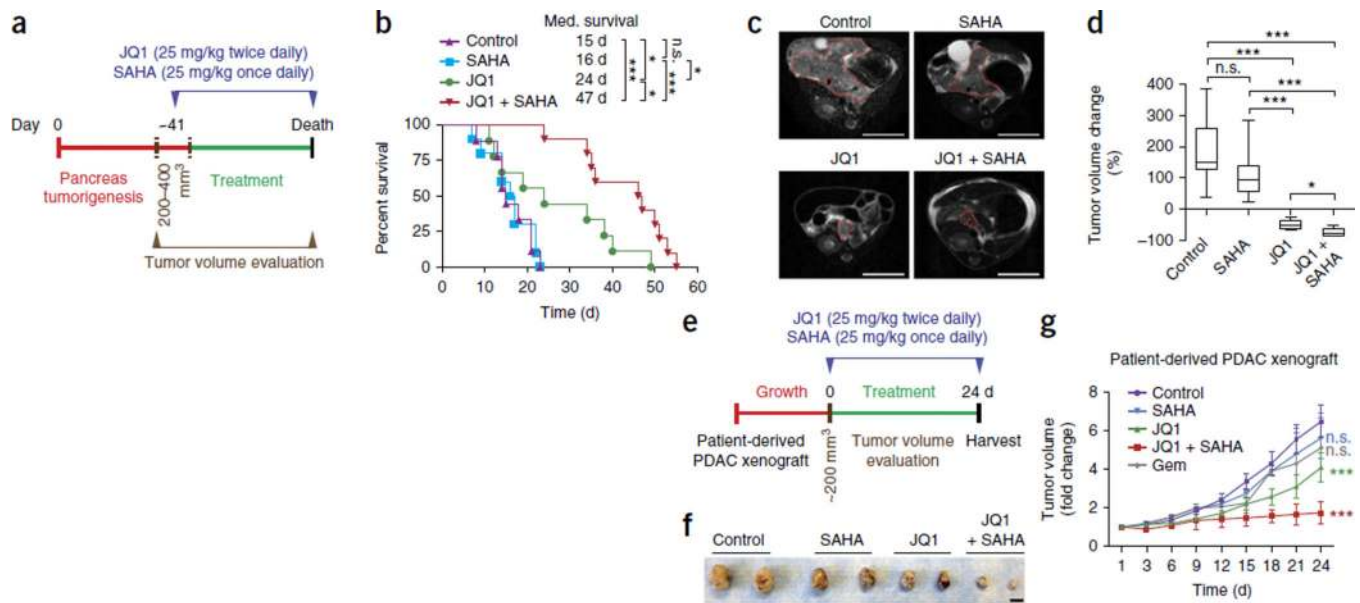 a
JQ1 (25 mg/kg twice daily)
SAHA (25 mg/kg once daily)
Day 0 ~41 Death
Pancreas
tumorigenesis
200–400
mm³
Treatment
Tumor volume evaluation
b
Med. survival
Control 15 d
SAHA 16 d
JQ1 24 d
JQ1 + SAHA 47 d
***
*
*
n.s.
***
*
Percent survival
100
75
50
25
0
0 10 20 30 40 50 60
Time (d)
c
Control SAHA
JQ1 JQ1 + SAHA
d
***
***
n.s.
***
***
*
Tumor volume change
(%)
400
300
200
100
0
–100
Control
SAHA
JQ1
JQ1 +
SAHA
e
JQ1 (25 mg/kg twice daily)
SAHA (25 mg/kg once daily)
Growth 0 Treatment 24 d
Patient-derived
PDAC xenograft
~200 mm³
Tumor volume
evaluation
Harvest
f
Control SAHA JQ1 JQ1
+ SAHA
g
Patient-derived PDAC xenograft
Control
SAHA
JQ1
JQ1 + SAHA
Gem
n.s.
n.s.
***
***
Tumor volume
(fold change)
8
6
4
2
0
1 3 6 9 12 15 18 21 24
Time (d)